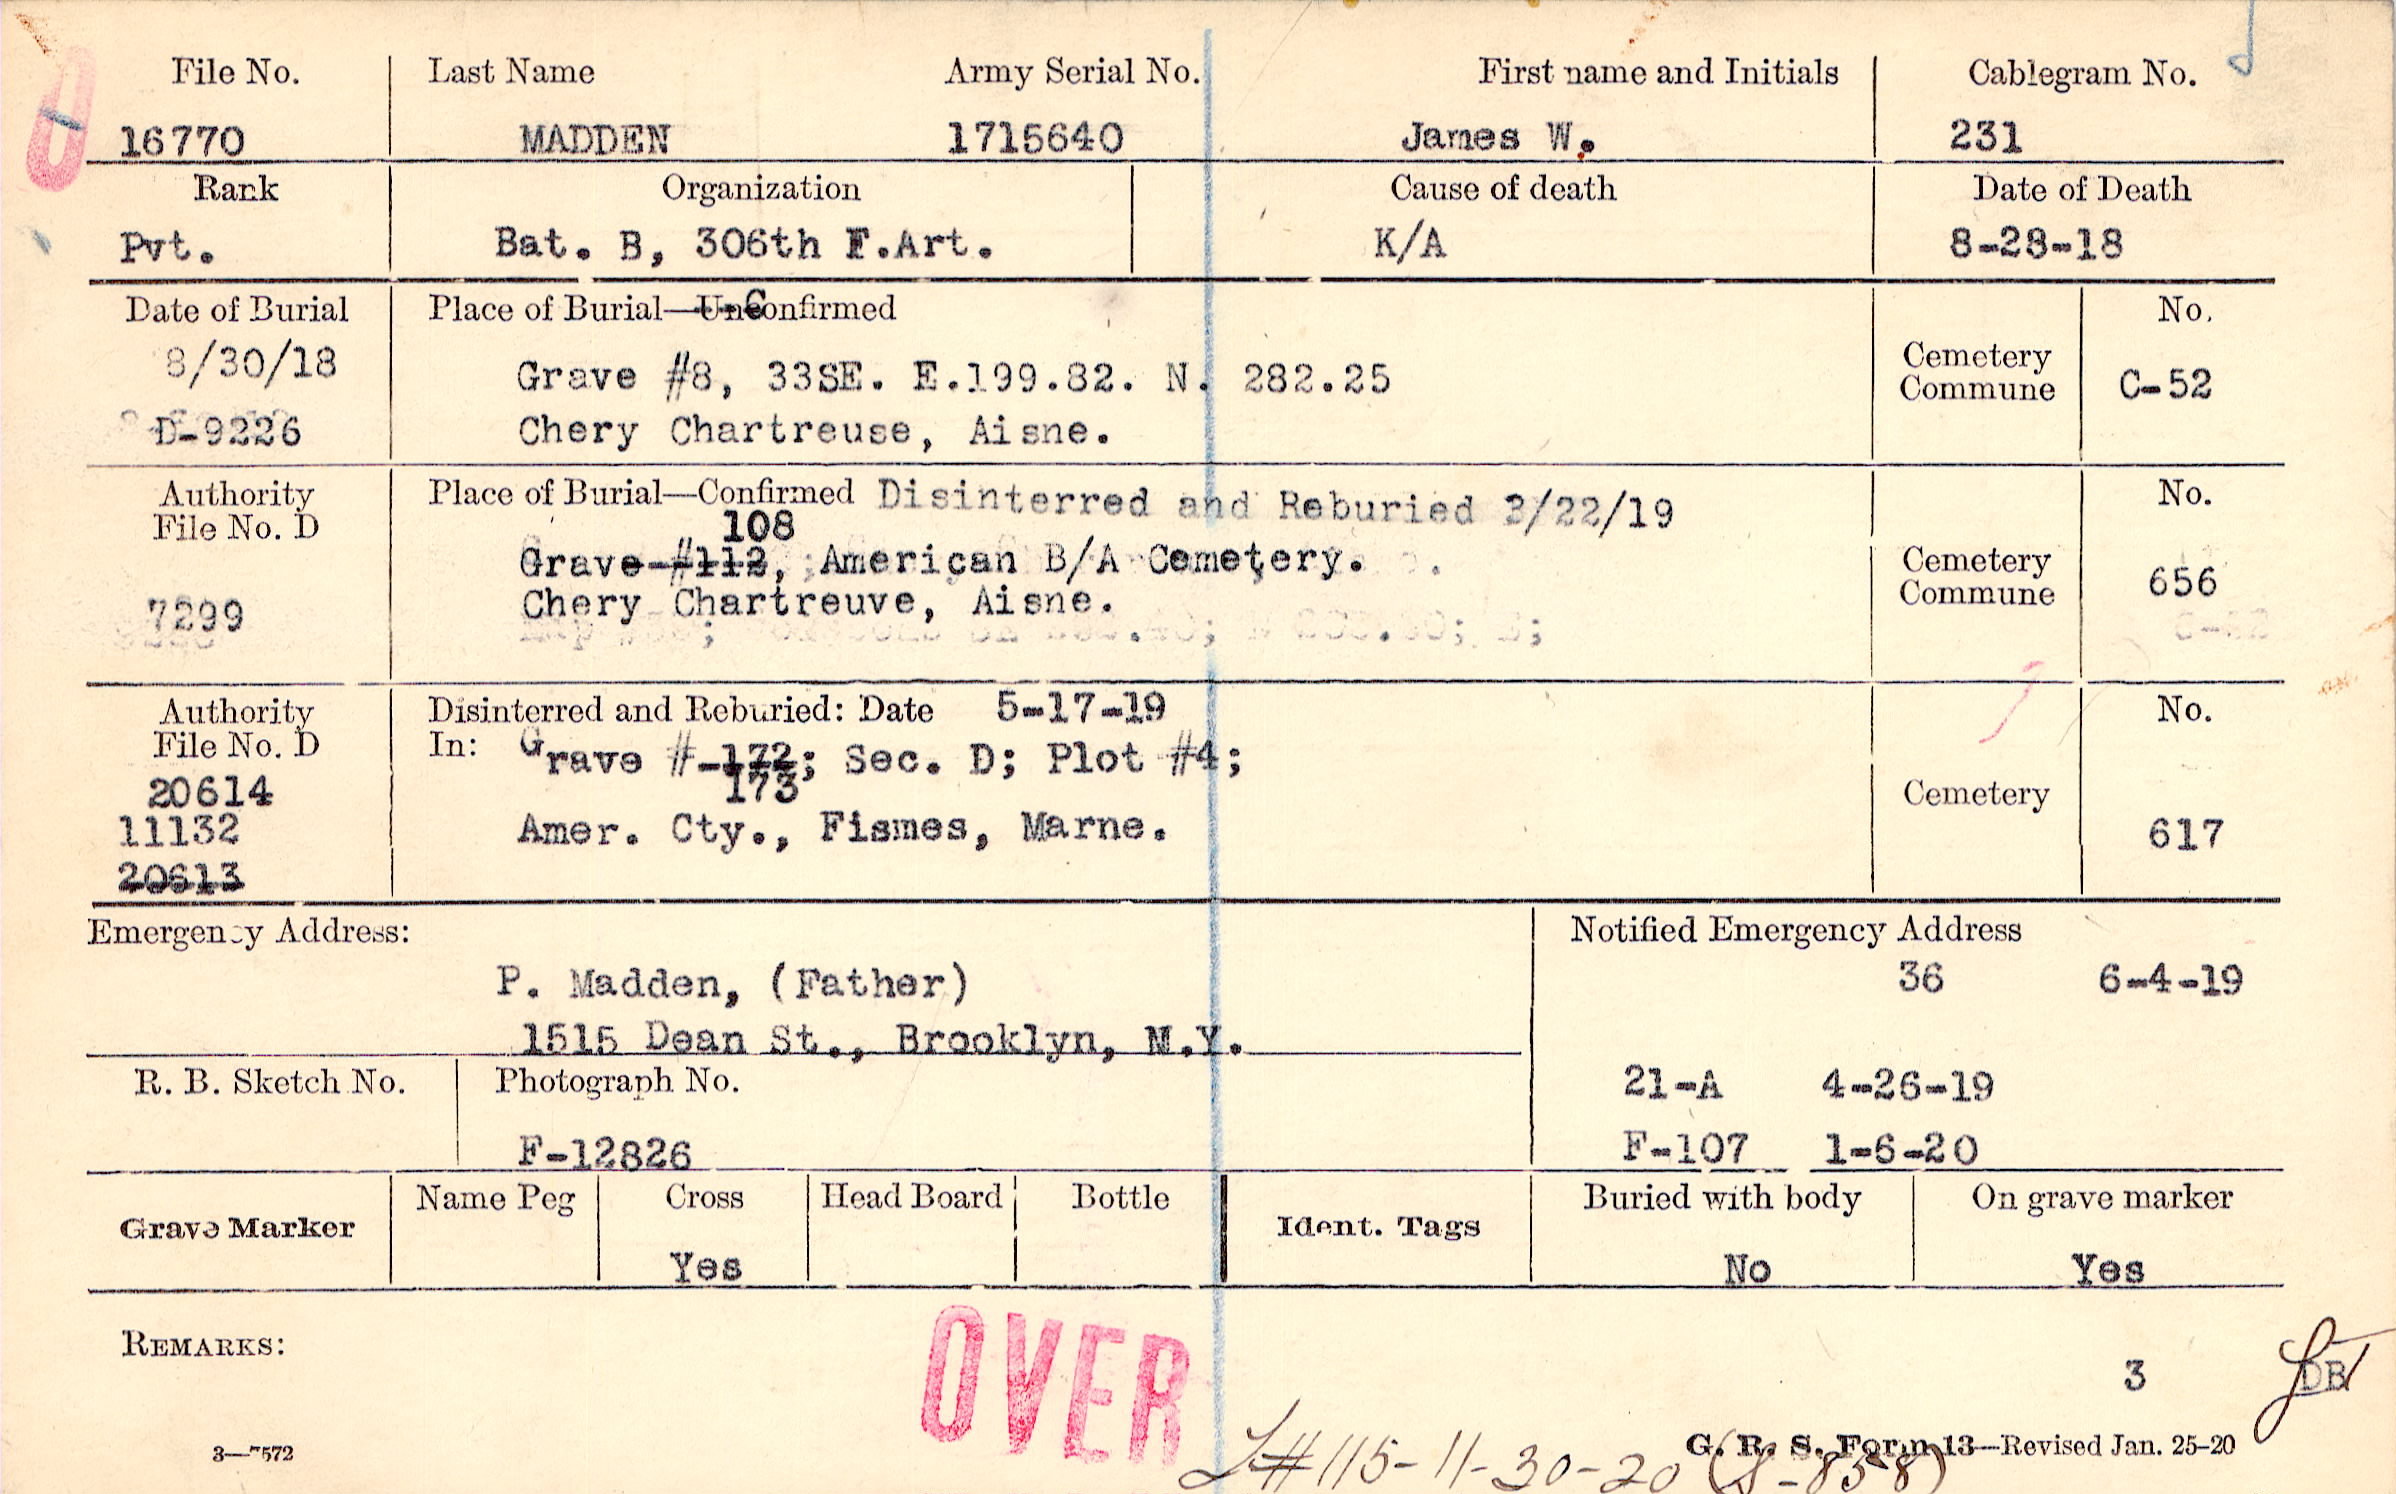 File No. Last Name Army Serial No. First name and Initials Cablegram No.
16770 MADDEN 1715640 James W. 231
Rank Organization Cause of death Date of Death
Pvt. Bat. B, 306th F.Art. K/A 8-28-18
Date of Burial Place of Burial—Unconfirmed No.
C
8/30/18 Grave #8, 33SE. E.199.82. N. 282.25 Cemetery
Commune C-52
D-9226 Chery Chartreuse, Aisne.
Authority Place of Burial—Confirmed Disinterred and Reburied 3/22/19 No.
File No. D 108
Grave #112, American B/A Cemetery. Cemetery
Commune 656
7299 Chery Chartreuve, Aisne.
Authority Disinterred and Reburied: Date 5-17-19 No.
File No. D In: Grave #-172; Sec. D; Plot #4;
20614 173 Cemetery
11132 Amer. Cty., Fismes, Marne. 617
20613
Emergency Address: Notified Emergency Address
P. Madden, (Father) 36 6-4-19
1515 Dean St., Brooklyn, N.Y.
R. B. Sketch No. Photograph No. 21-A 4-26-19
F-12826 F-107 1-6-20
Grave Marker Name Peg Cross Head Board Bottle Ident. Tags Buried with body On grave marker
Yes No Yes
REMARKS:
OVER
3 DB
3—7572 G. R. S. Form 13—Revised Jan. 25-20
L#115-11-30-20 (S-858)